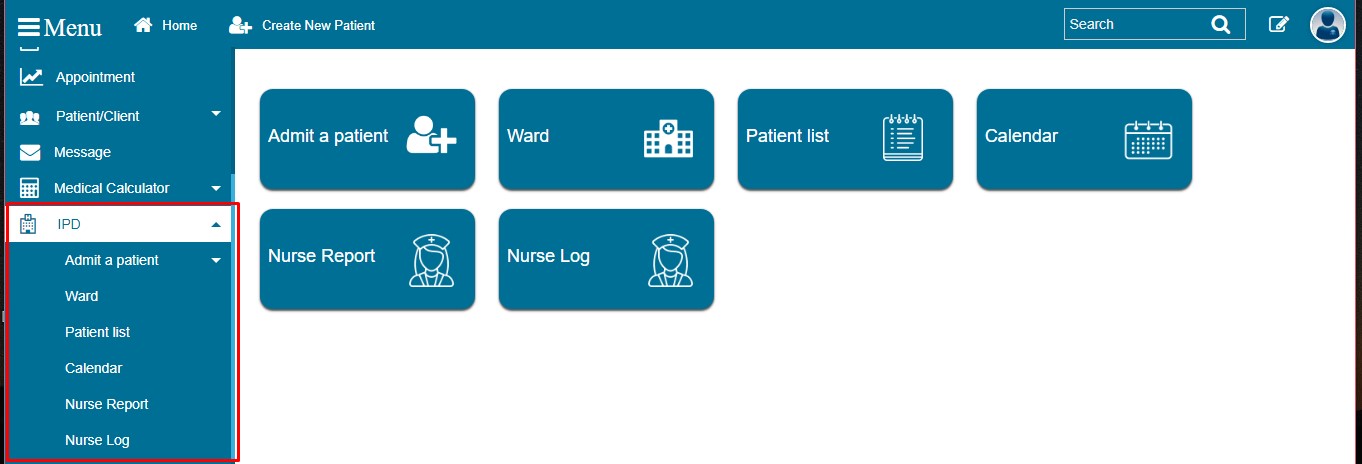 Menu
Home
Create New Patient
Search
Appointment
Patient/Client
Message
Medical Calculator
IPD
Admit a patient
Ward
Patient list
Calendar
Nurse Report
Nurse Log
Admit a patient
Ward
Patient list
Calendar
Nurse Report
Nurse Log